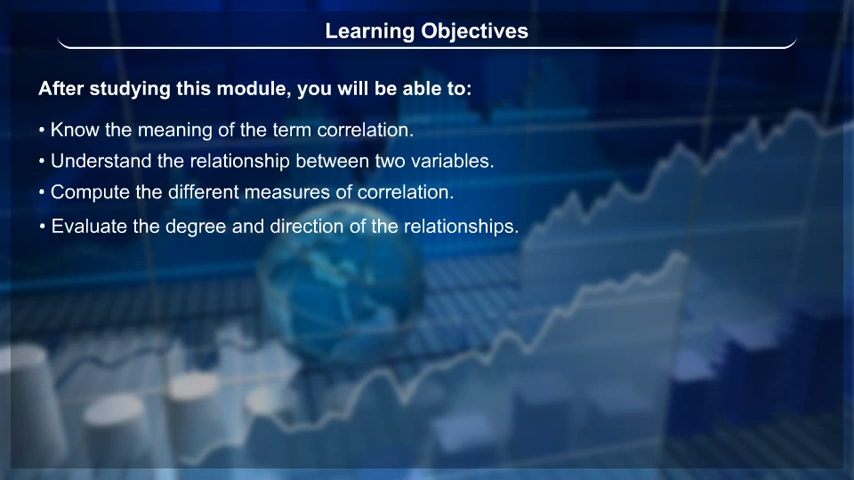 Learning Objectives
After studying this module, you will be able to:
• Know the meaning of the term correlation.
• Understand the relationship between two variables.
• Compute the different measures of correlation.
• Evaluate the degree and direction of the relationships.